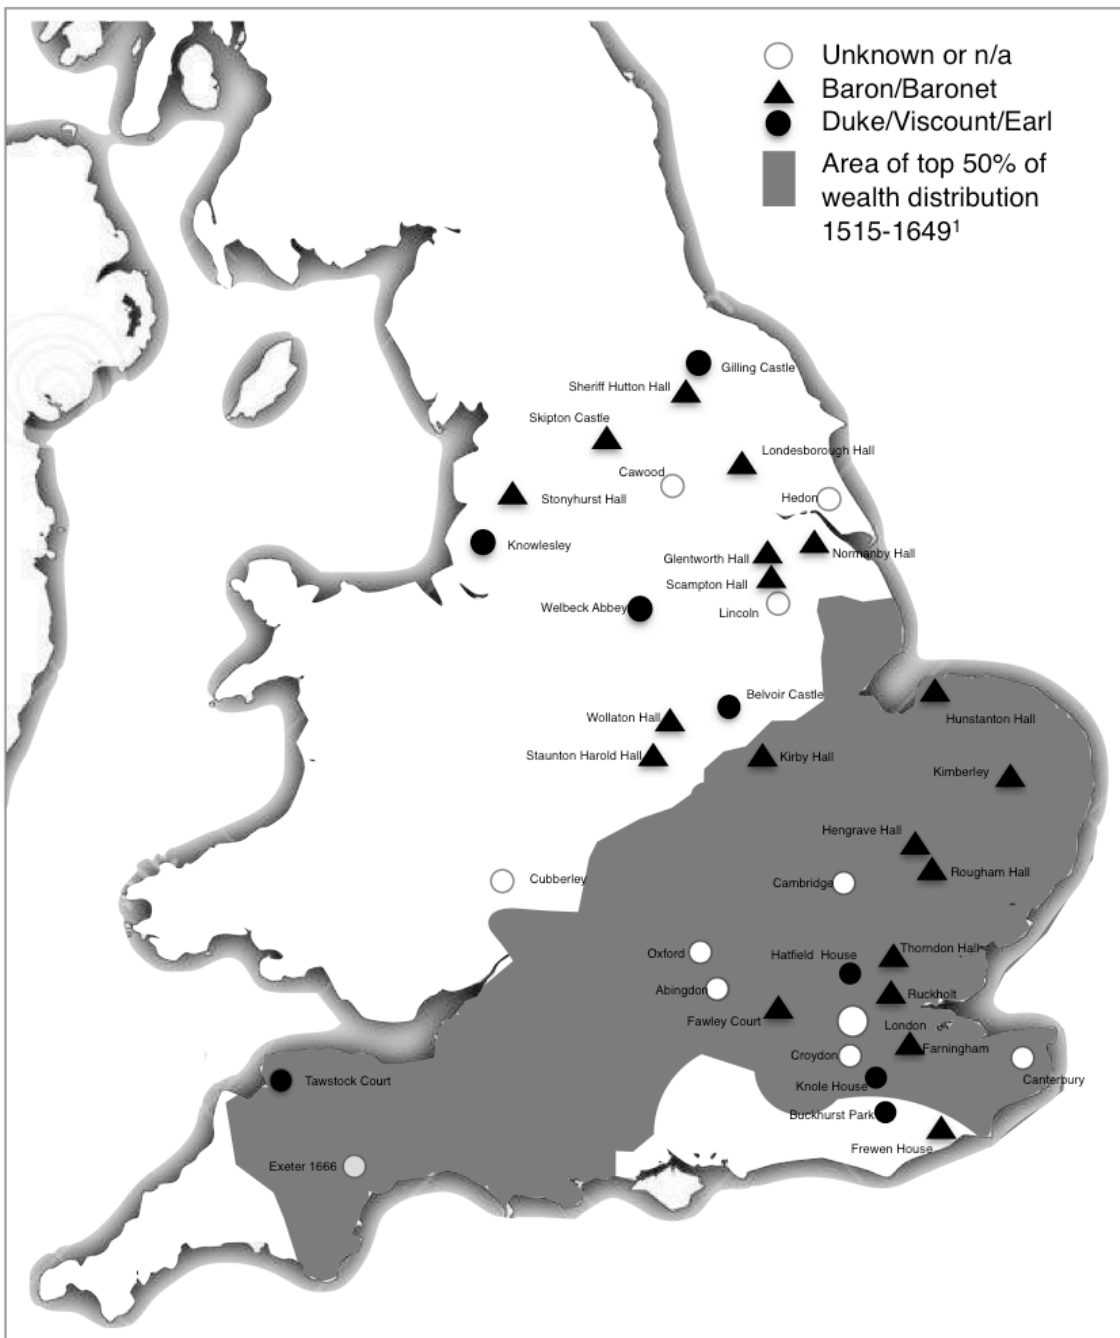 Unknown or n/a
Baron/Baronet
Duke/Viscount/Earl
Area of top 50% of
wealth distribution
1515-1649¹
Gilling Castle
Sheriff Hutton Hall
Skipton Castle
Londesborough Hall
Cawood
Stonyhurst Hall
Hedon
Knowlesley
Normanby Hall
Glentworth Hall
Scampton Hall
Welbeck Abbey
Lincoln
Belvoir Castle
Wollaton Hall
Hunstanton Hall
Staunton Harold Hall
Kirby Hall
Kimberley
Hengrave Hall
Rougham Hall
Cubberley
Cambridge
Thorndon Hall
Oxford
Hatfield House
Abingdon
Ruckholt
Fawley Court
London
Farningham
Croydon
Canterbury
Tawstock Court
Knole House
Buckhurst Park
Frewen House
Exeter 1666